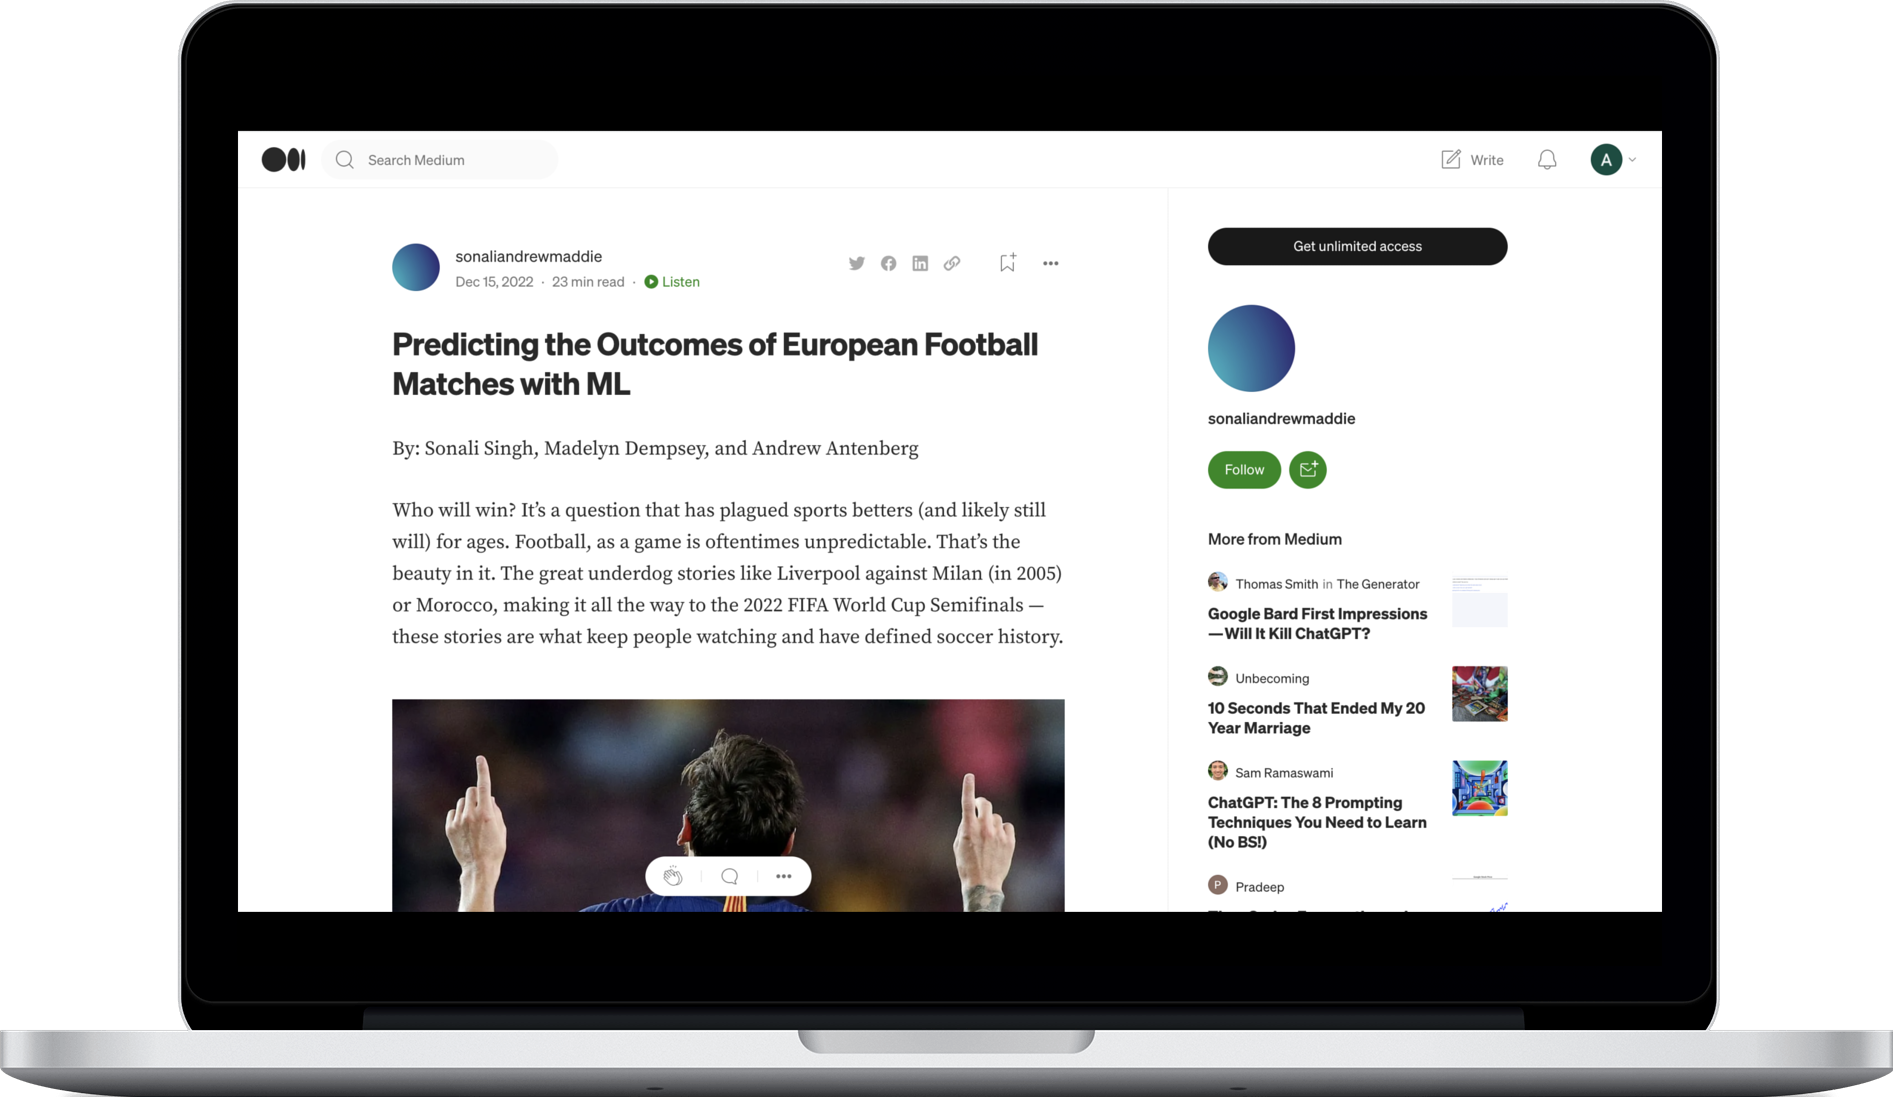 Search Medium
Write
A
sonaliandrewmaddie
Dec 15, 2022 · 23 min read · Listen
Predicting the Outcomes of European Football
Matches with ML
By: Sonali Singh, Madelyn Dempsey, and Andrew Antenberg
Who will win? It’s a question that has plagued sports betters (and likely still
will) for ages. Football, as a game is oftentimes unpredictable. That’s the
beauty in it. The great underdog stories like Liverpool against Milan (in 2005)
or Morocco, making it all the way to the 2022 FIFA World Cup Semifinals —
these stories are what keep people watching and have defined soccer history.
Get unlimited access
sonaliandrewmaddie
Follow
More from Medium
Thomas Smith in The Generator
Google Bard First Impressions
—Will It Kill ChatGPT?
Unbecoming
10 Seconds That Ended My 20
Year Marriage
Sam Ramaswami
ChatGPT: The 8 Prompting
Techniques You Need to Learn
(No BS!)
P
Pradeep